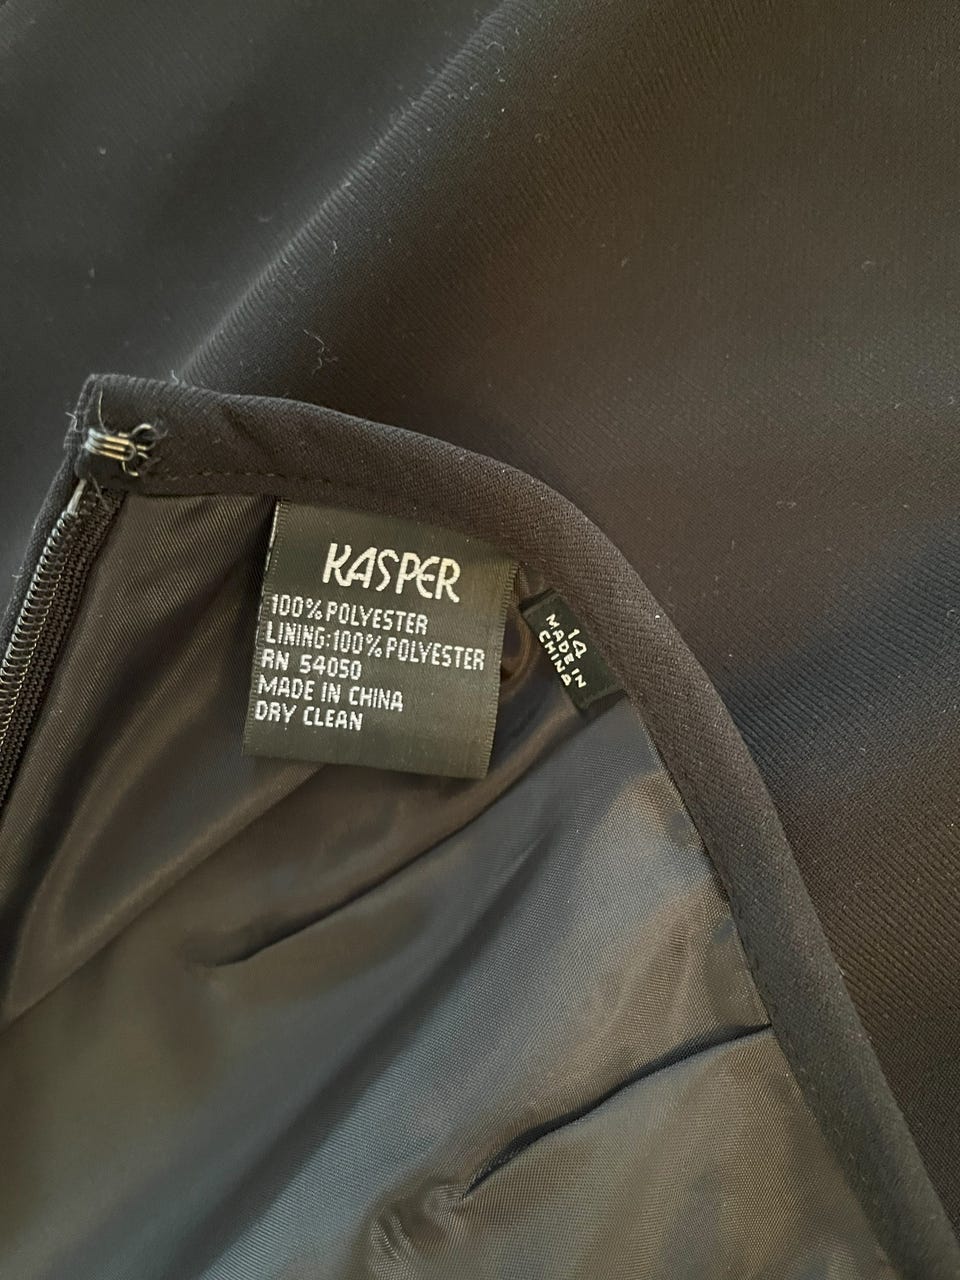 KASPER
100% POLYESTER
LINING:100% POLYESTER
RN 54050
MADE IN CHINA
DRY CLEAN
14
MADE IN
CHINA